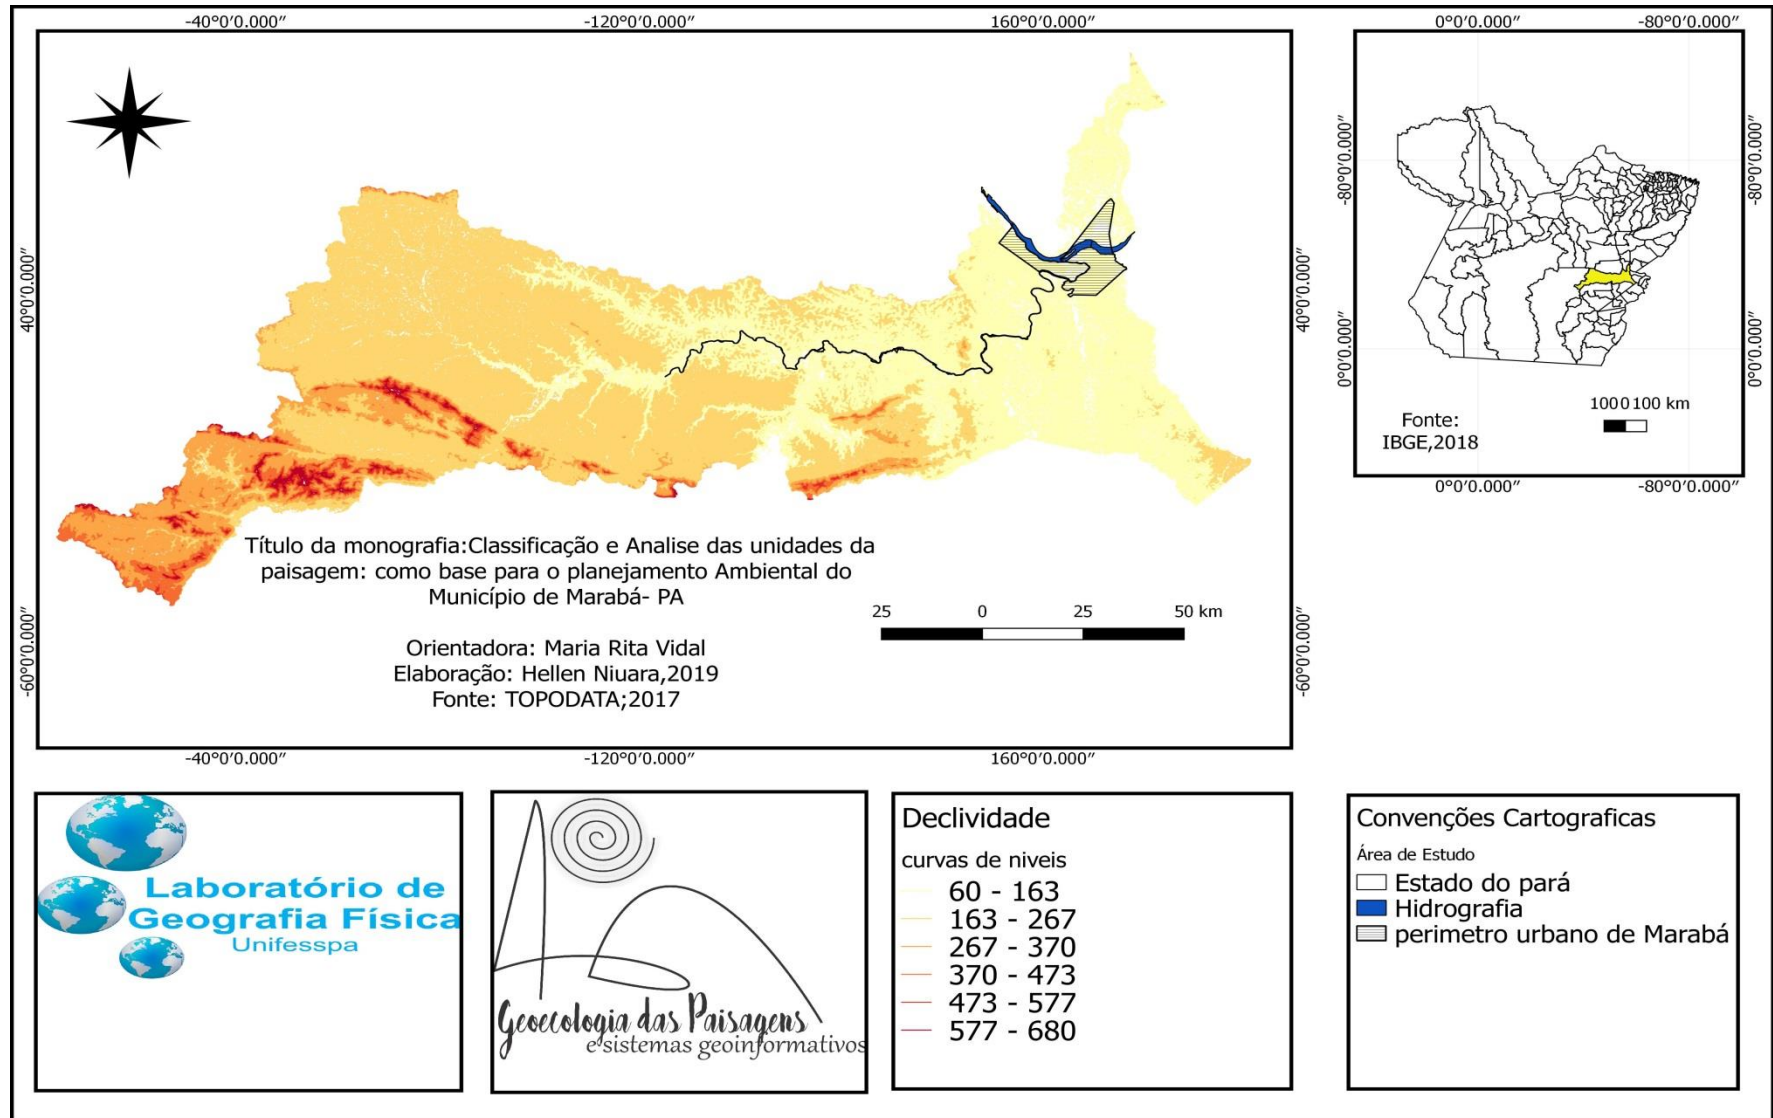 -40°0′0.000″
-120°0′0.000″
160°0′0.000″
40°0′0.000″
-60°0′0.000″
40°0′0.000″
-60°0′0.000″
-40°0′0.000″
-120°0′0.000″
160°0′0.000″
Título da monografia:Classificação e Analise das unidades da
paisagem: como base para o planejamento Ambiental do
Município de Marabá- PA
Orientadora: Maria Rita Vidal
Elaboração: Hellen Niuara,2019
Fonte: TOPODATA;2017
25 0 25 50 km
0°0′0.000″
-80°0′0.000″
-80°0′0.000″
0°0′0.000″
-80°0′0.000″
0°0′0.000″
Fonte:
IBGE,2018
100 0 100 km
0°0′0.000″
-80°0′0.000″
Laboratório de
Geografia Física
Unifesspa
Geoecologia das Paisagens
e sistemas geoinformativos
Declividade
curvas de niveis
60 - 163
163 - 267
267 - 370
370 - 473
473 - 577
577 - 680
Convenções Cartograficas
Área de Estudo
Estado do pará
Hidrografia
perimetro urbano de Marabá